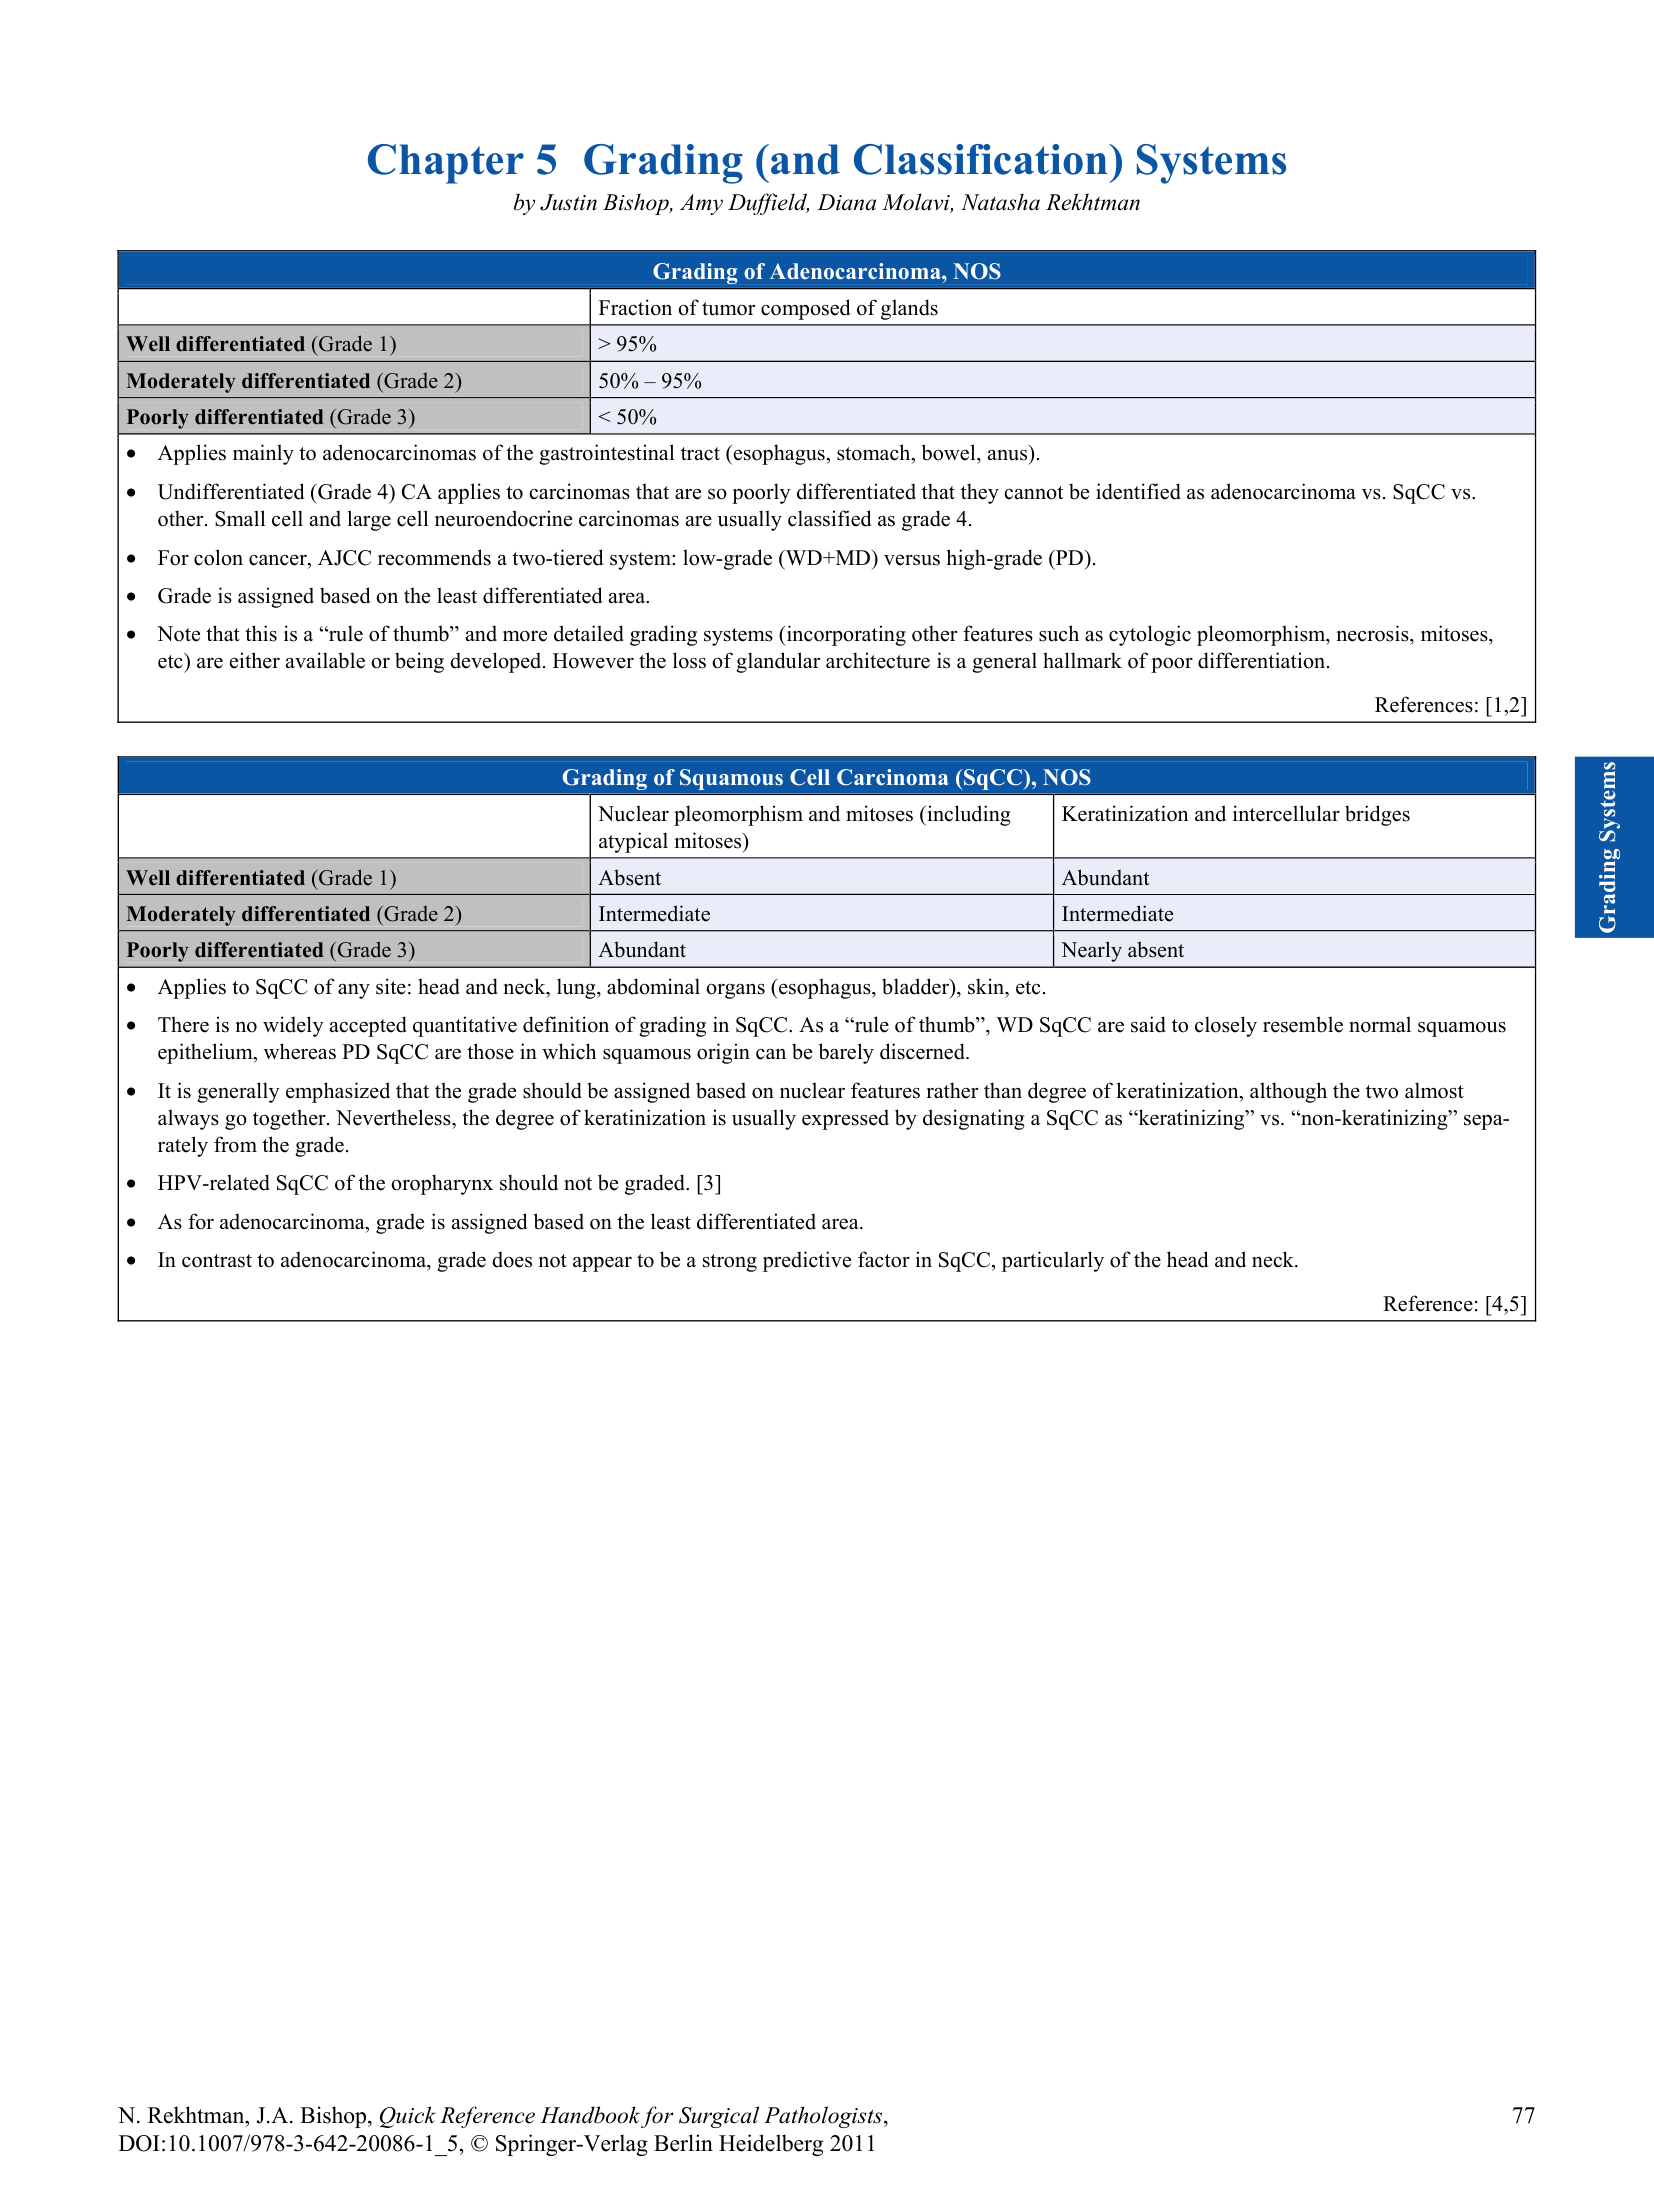 Chapter 5 Grading (and Classification) Systems
by Justin Bishop, Amy Duffield, Diana Molavi, Natasha Rekhtman
Grading of Adenocarcinoma, NOS
Fraction of tumor composed of glands
Well differentiated (Grade 1) > 95%
Moderately differentiated (Grade 2) 50% – 95%
Poorly differentiated (Grade 3) < 50%
• Applies mainly to adenocarcinomas of the gastrointestinal tract (esophagus, stomach, bowel, anus).
• Undifferentiated (Grade 4) CA applies to carcinomas that are so poorly differentiated that they cannot be identified as adenocarcinoma vs. SqCC vs.
other. Small cell and large cell neuroendocrine carcinomas are usually classified as grade 4.
• For colon cancer, AJCC recommends a two-tiered system: low-grade (WD+MD) versus high-grade (PD).
• Grade is assigned based on the least differentiated area.
• Note that this is a “rule of thumb” and more detailed grading systems (incorporating other features such as cytologic pleomorphism, necrosis, mitoses,
etc) are either available or being developed. However the loss of glandular architecture is a general hallmark of poor differentiation.
References: [1,2]
Grading of Squamous Cell Carcinoma (SqCC), NOS
Nuclear pleomorphism and mitoses (including Keratinization and intercellular bridges
atypical mitoses)
Well differentiated (Grade 1) Absent Abundant
Moderately differentiated (Grade 2) Intermediate Intermediate
Poorly differentiated (Grade 3) Abundant Nearly absent
• Applies to SqCC of any site: head and neck, lung, abdominal organs (esophagus, bladder), skin, etc.
• There is no widely accepted quantitative definition of grading in SqCC. As a “rule of thumb”, WD SqCC are said to closely resemble normal squamous
epithelium, whereas PD SqCC are those in which squamous origin can be barely discerned.
• It is generally emphasized that the grade should be assigned based on nuclear features rather than degree of keratinization, although the two almost
always go together. Nevertheless, the degree of keratinization is usually expressed by designating a SqCC as “keratinizing” vs. “non-keratinizing” sepa-
rately from the grade.
• HPV-related SqCC of the oropharynx should not be graded. [3]
• As for adenocarcinoma, grade is assigned based on the least differentiated area.
• In contrast to adenocarcinoma, grade does not appear to be a strong predictive factor in SqCC, particularly of the head and neck.
Reference: [4,5]
Grading Systems
N. Rekhtman, J.A. Bishop, Quick Reference Handbook for Surgical Pathologists, 77
DOI:10.1007/978-3-642-20086-1_5, © Springer-Verlag Berlin Heidelberg 2011